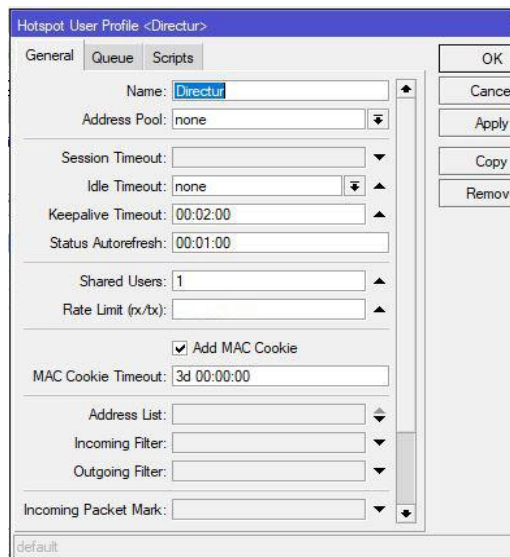 Hotspot User Profile <Directur>
General Queue Scripts
OK
Name: Directur
Cance
Address Pool: none
Apply
Session Timeout:
Copy
Idle Timeout: none
Remov
Keepalive Timeout: 00:02:00
Status Autorefresh: 00:01:00
Shared Users: 1
Rate Limit (rx/tx):
Add MAC Cookie
MAC Cookie Timeout: 3d 00:00:00
Address List:
Incoming Filter:
Outgoing Filter:
Incoming Packet Mark:
default